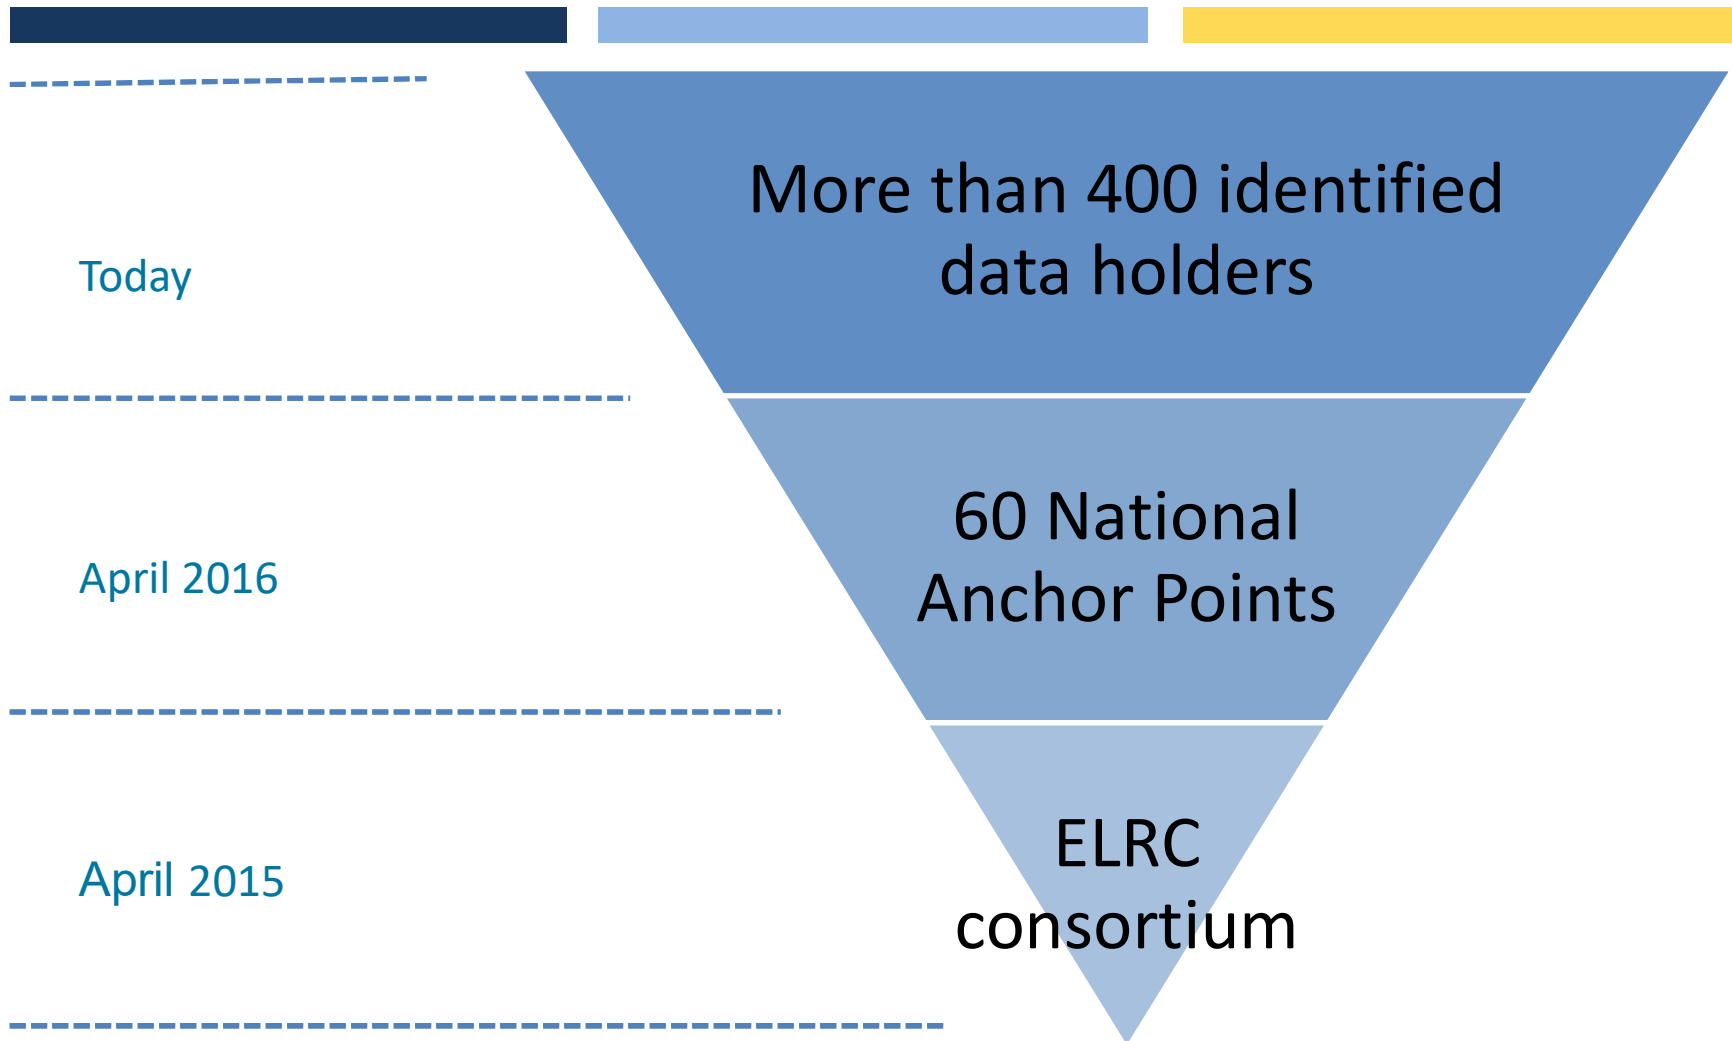 More than 400 identified
data holders
Today
60 National
Anchor Points
April 2016
ELRC
consortium
April 2015